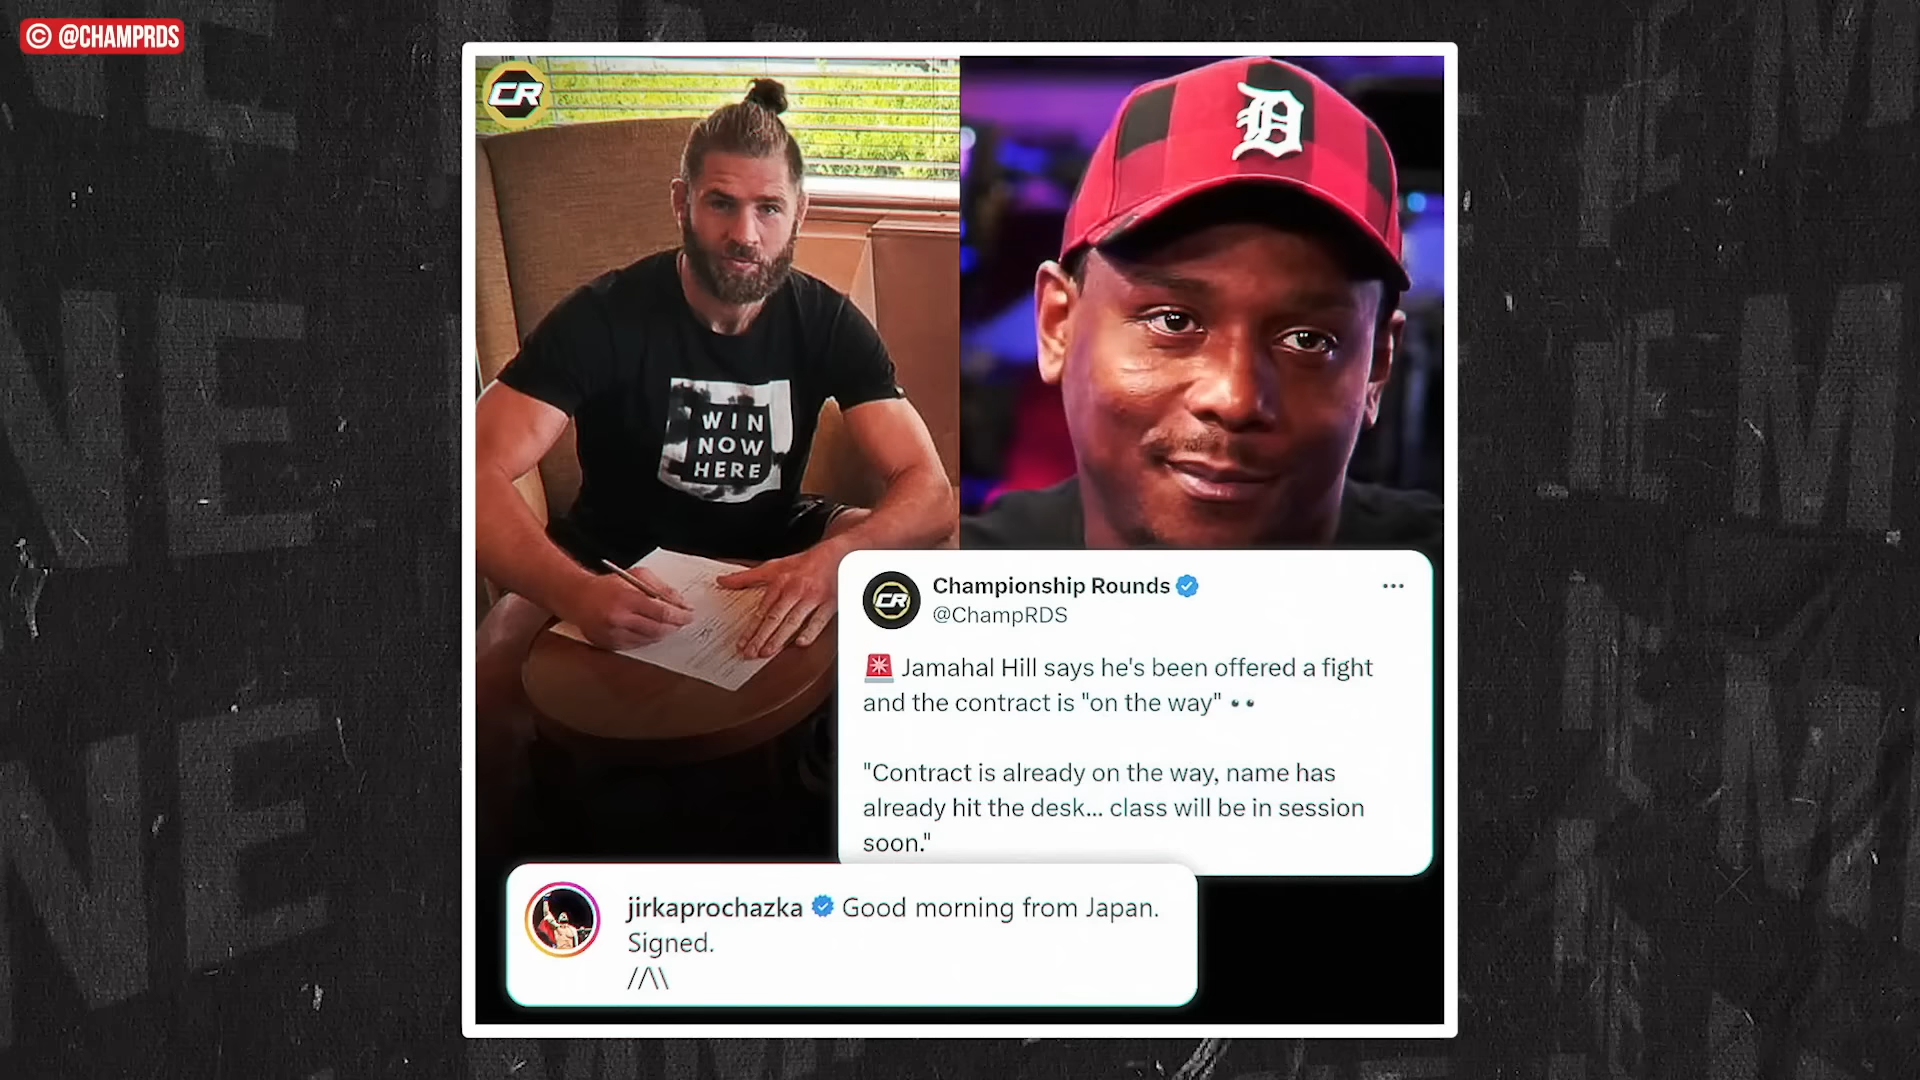 © @CHAMPRDS
CR
D
WIN
NOW
HERE
CR
Championship Rounds
@ChampRDS
🚨 Jamahal Hill says he's been offered a fight
and the contract is "on the way" 👀
"Contract is already on the way, name has
already hit the desk... class will be in session
soon."
jirkaprochazka Good morning from Japan.
Signed.
//\\